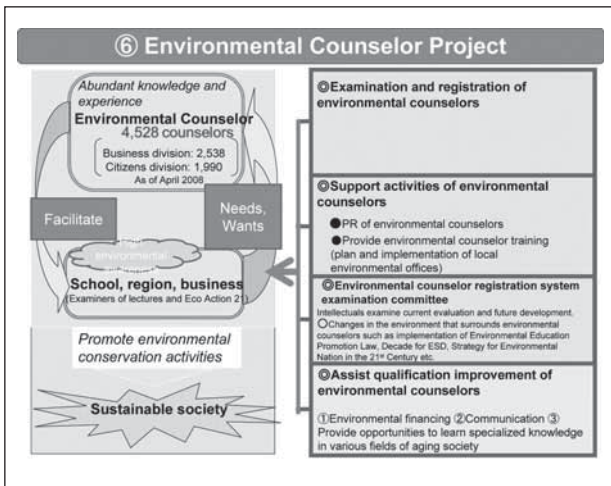 ⑥ Environmental Counselor Project
Abundant knowledge and
experience
Environmental Counselor
4,528 counselors
Business division: 2,538
Citizens division: 1,990
As of April 2008
Facilitate
Needs,
Wants
environmental
School, region, business
(Examiners of lectures and Eco Action 21)
Promote environmental
conservation activities
Sustainable society
◎Examination and registration of
environmental counselors
◎Support activities of environmental
counselors
●PR of environmental counselors
●Provide environmental counselor training
(plan and implementation of local
environmental offices)
◎Environmental counselor registration system
examination committee
Intellectuals examine current evaluation and future development.
○Changes in the environment that surrounds environmental
counselors such as implementation of Environmental Education
Promotion Law, Decade for ESD, Strategy for Environmental
Nation in the 21st Century etc.
◎Assist qualification improvement of
environmental counselors
①Environmental financing ②Communication ③
Provide opportunities to learn specialized knowledge
in various fields of aging society